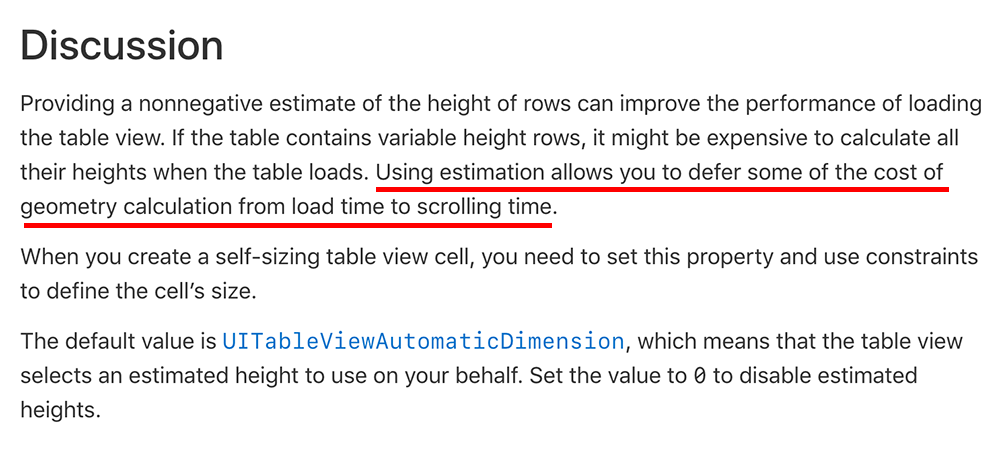 Discussion
Providing a nonnegative estimate of the height of rows can improve the performance of loading
the table view. If the table contains variable height rows, it might be expensive to calculate all
their heights when the table loads. Using estimation allows you to defer some of the cost of
geometry calculation from load time to scrolling time.
When you create a self-sizing table view cell, you need to set this property and use constraints
to define the cell’s size.
The default value is UITableViewAutomaticDimension, which means that the table view
selects an estimated height to use on your behalf. Set the value to 0 to disable estimated
heights.